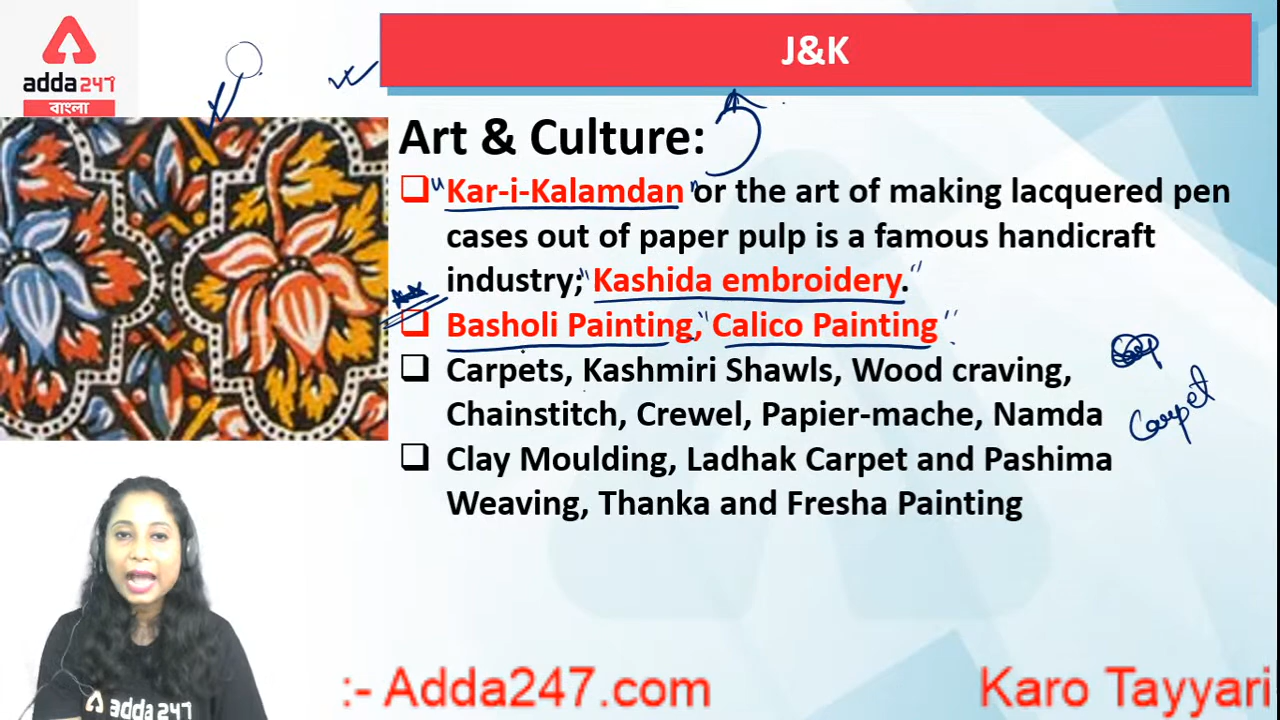 adda247
বাংলা
J&K
Art & Culture:
"Kar-i-Kalamdan" or the art of making lacquered pen
cases out of paper pulp is a famous handicraft
industry; "Kashida embroidery."
Basholi Painting, "Calico Painting"
Carpets, Kashmiri Shawls, Wood craving,
Chainstitch, Crewel, Papier-mache, Namda
Carpet
Clay Moulding, Ladhak Carpet and Pashima
Weaving, Thanka and Fresha Painting
adda247
:- Adda247.com
Karo Tayyari